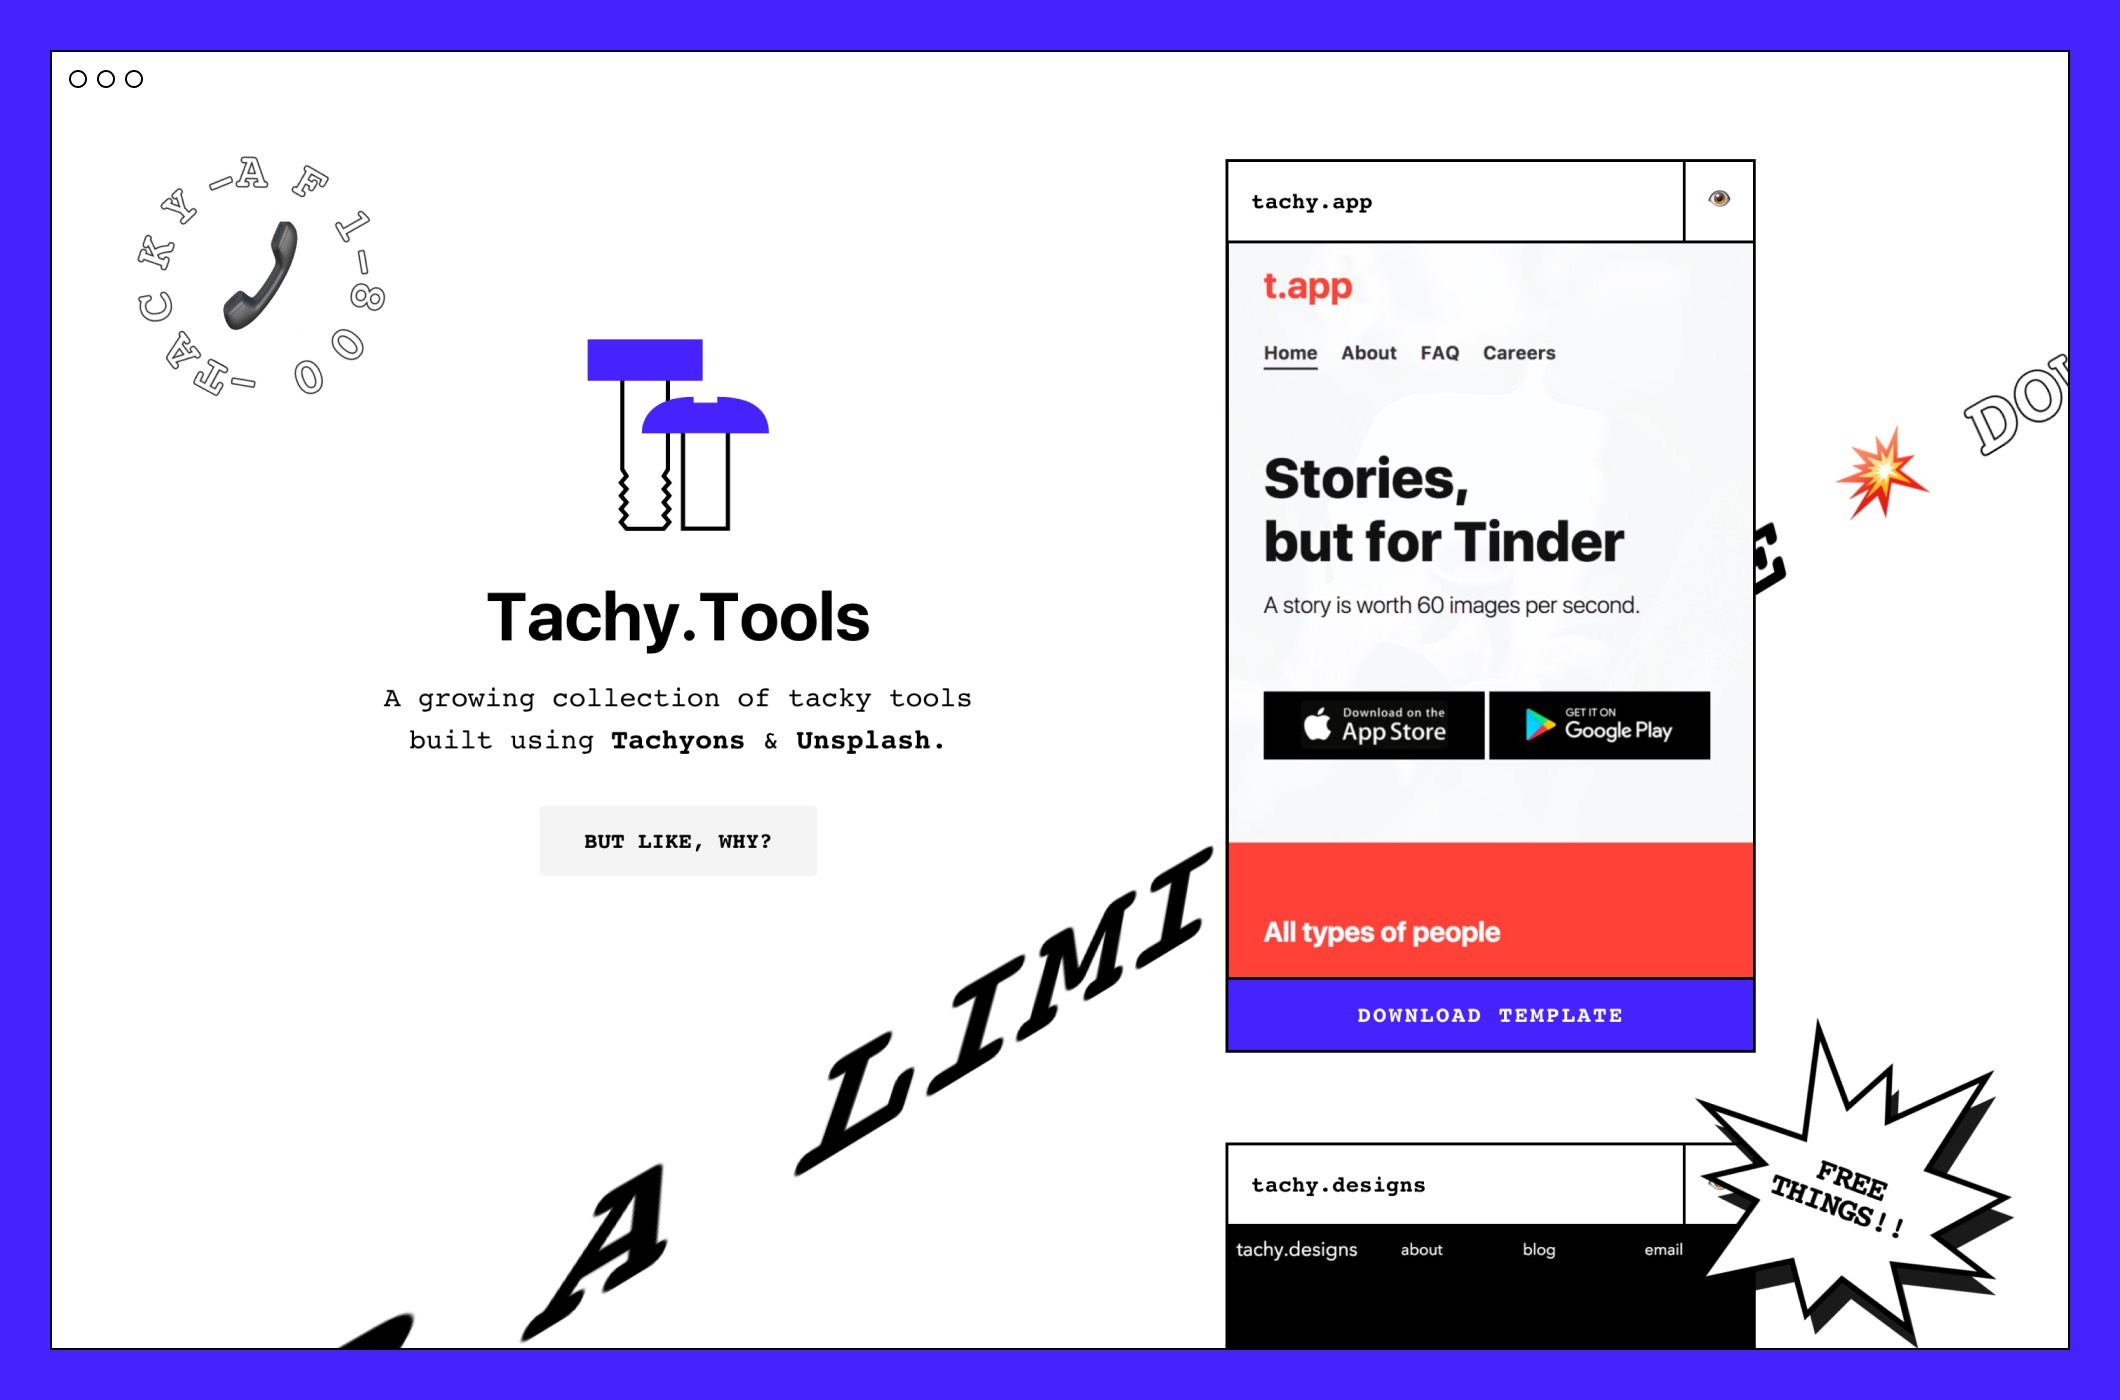 1-800-TACKY-AF
Tachy.Tools
A growing collection of tacky tools
built using Tachyons & Unsplash.
BUT LIKE, WHY?
A LIMI
E
tachy.app
t.app
Home About FAQ Careers
Stories,
but for Tinder
A story is worth 60 images per second.
Download on the
App Store
GET IT ON
Google Play
All types of people
DOWNLOAD TEMPLATE
tachy.designs
tachy.designs about blog email
FREE
THINGS!!